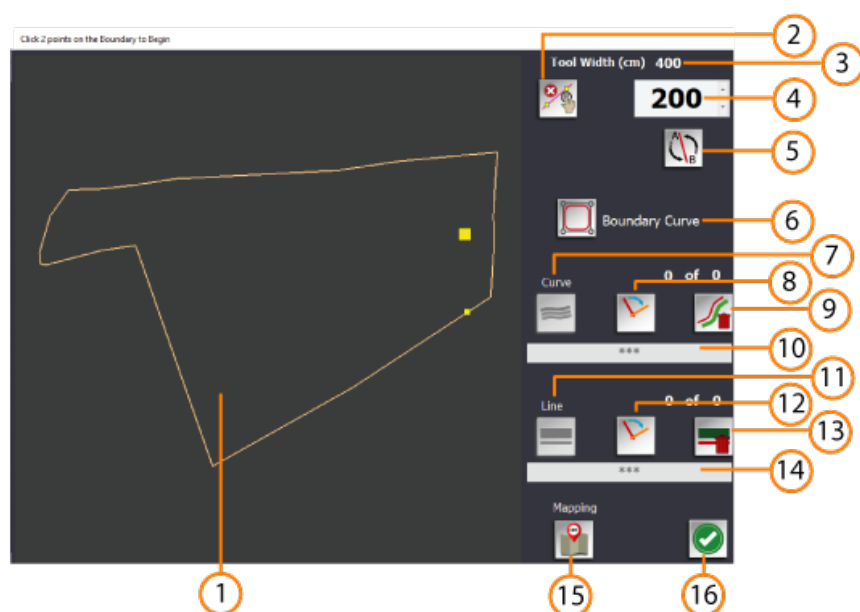 Click 2 points on the Boundary to Begin
2
Tool Width (cm) 400
3
200
4
A
B
5
Boundary Curve
6
7
Curve
0 of 0
8
9
***
10
11
Line
0 of 0
12
13
***
14
Mapping
1
15
16